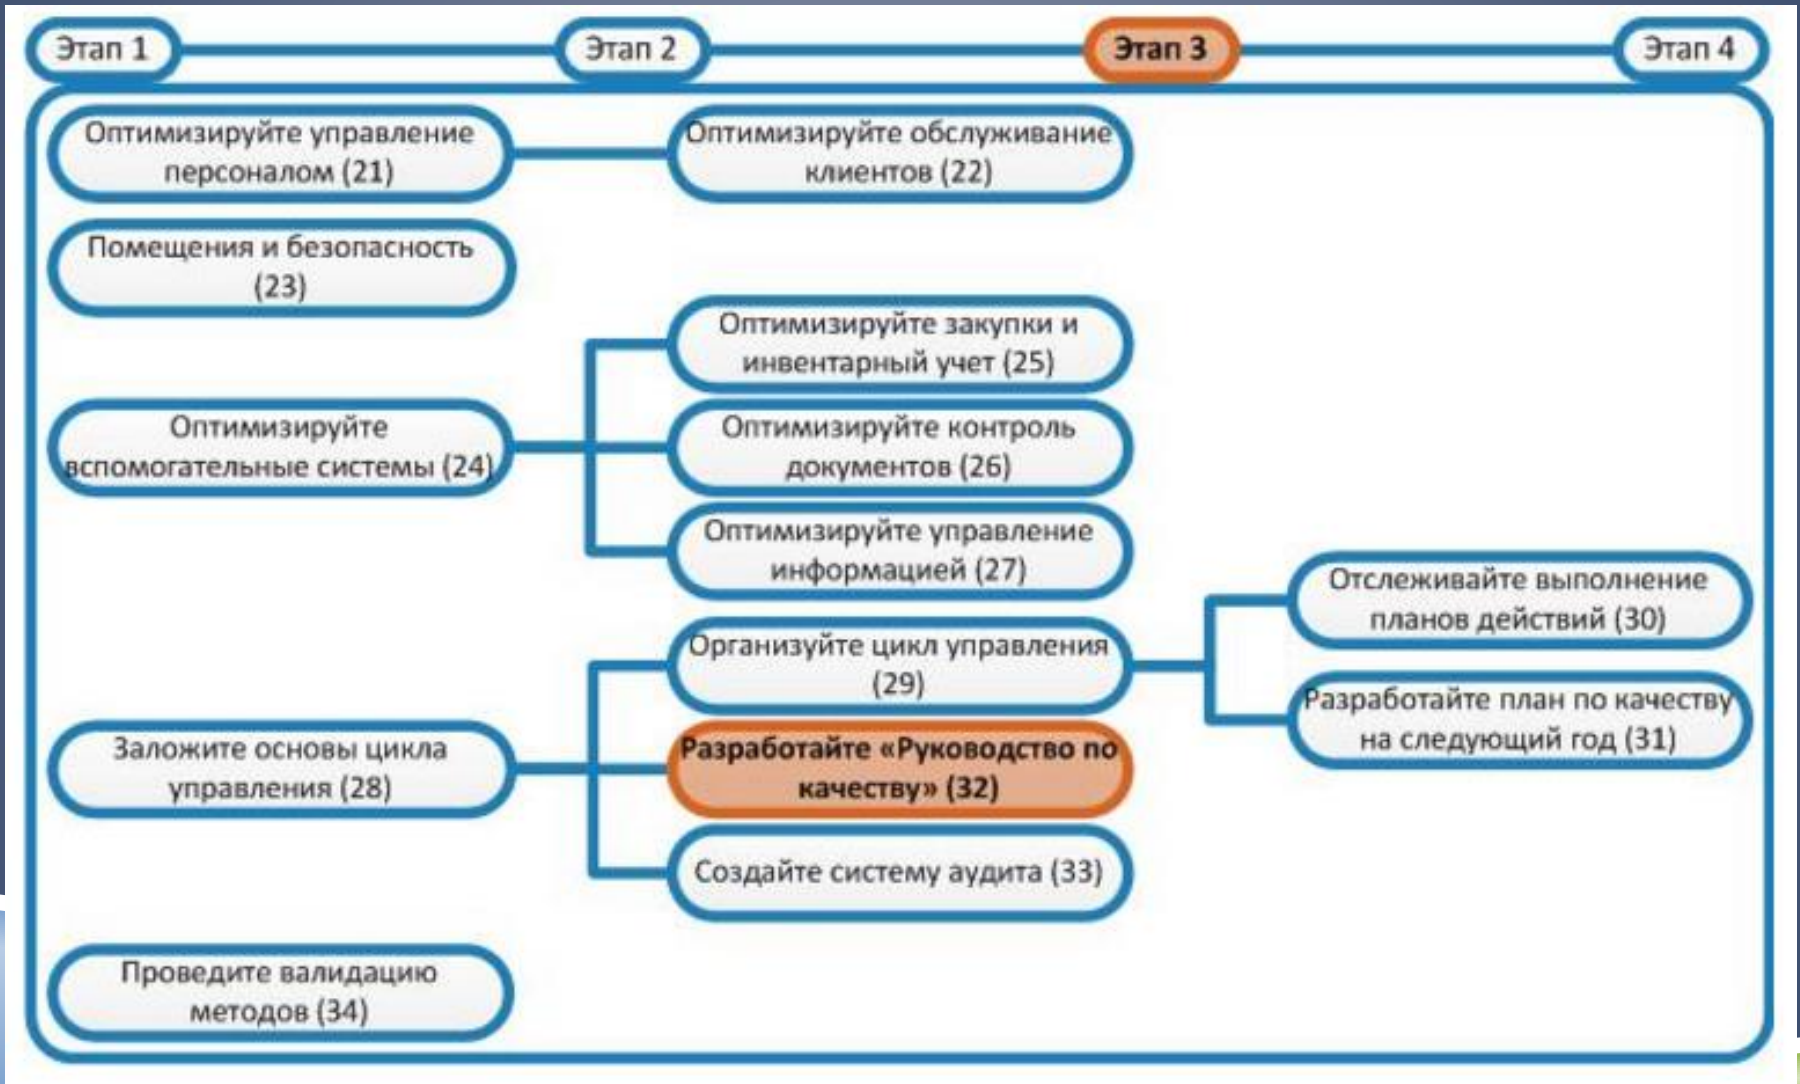 Этап 1
Этап 2
Этап 3
Этап 4
Оптимизируйте управление
персоналом (21)
Оптимизируйте обслуживание
клиентов (22)
Помещения и безопасность
(23)
Оптимизируйте
вспомогательные системы (24)
Оптимизируйте закупки и
инвентарный учет (25)
Оптимизируйте контроль
документов (26)
Оптимизируйте управление
информацией (27)
Заложите основы цикла
управления (28)
Организуйте цикл управления
(29)
Отслеживайте выполнение
планов действий (30)
Разработайте план по качеству
на следующий год (31)
Разработайте «Руководство по
качеству» (32)
Создайте систему аудита (33)
Проведите валидацию
методов (34)